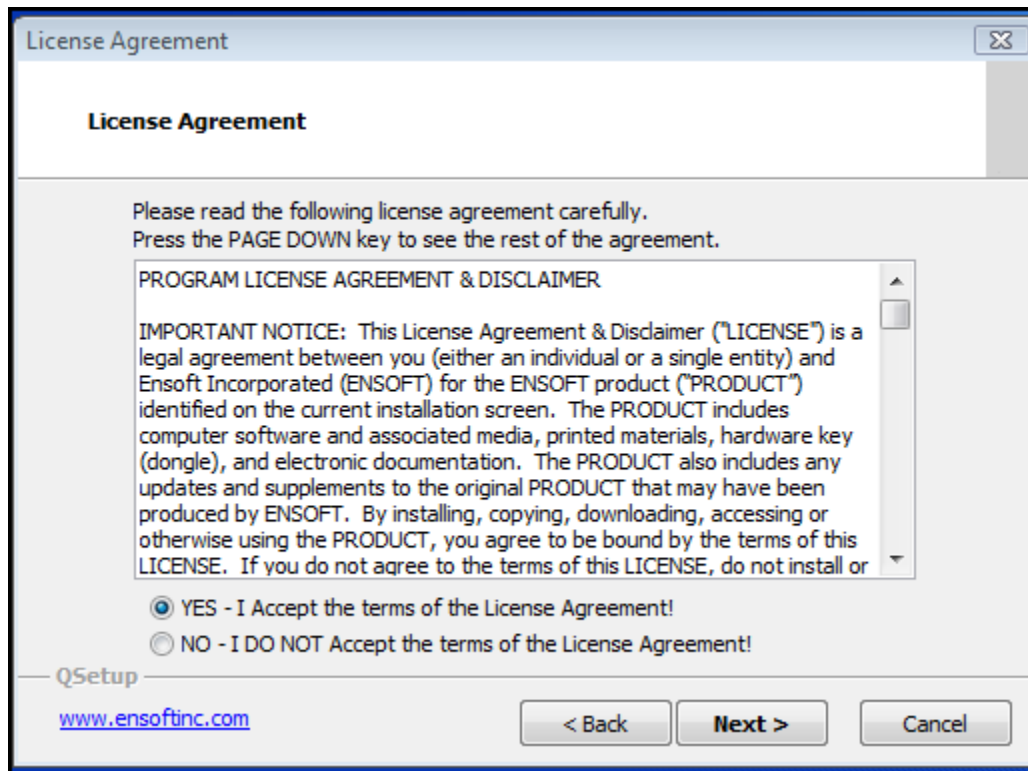 License Agreement
License Agreement
Please read the following license agreement carefully.
Press the PAGE DOWN key to see the rest of the agreement.
PROGRAM LICENSE AGREEMENT & DISCLAIMER
IMPORTANT NOTICE:  This License Agreement & Disclaimer ("LICENSE") is a
legal agreement between you (either an individual or a single entity) and
Ensoft Incorporated (ENSOFT) for the ENSOFT product ("PRODUCT")
identified on the current installation screen.  The PRODUCT includes
computer software and associated media, printed materials, hardware key
(dongle), and electronic documentation.  The PRODUCT also includes any
updates and supplements to the original PRODUCT that may have been
produced by ENSOFT.  By installing, copying, downloading, accessing or
otherwise using the PRODUCT, you agree to be bound by the terms of this
LICENSE.  If you do not agree to the terms of this LICENSE, do not install or
YES - I Accept the terms of the License Agreement!
NO - I DO NOT Accept the terms of the License Agreement!
QSetup
www.ensoftinc.com
< Back
Next >
Cancel